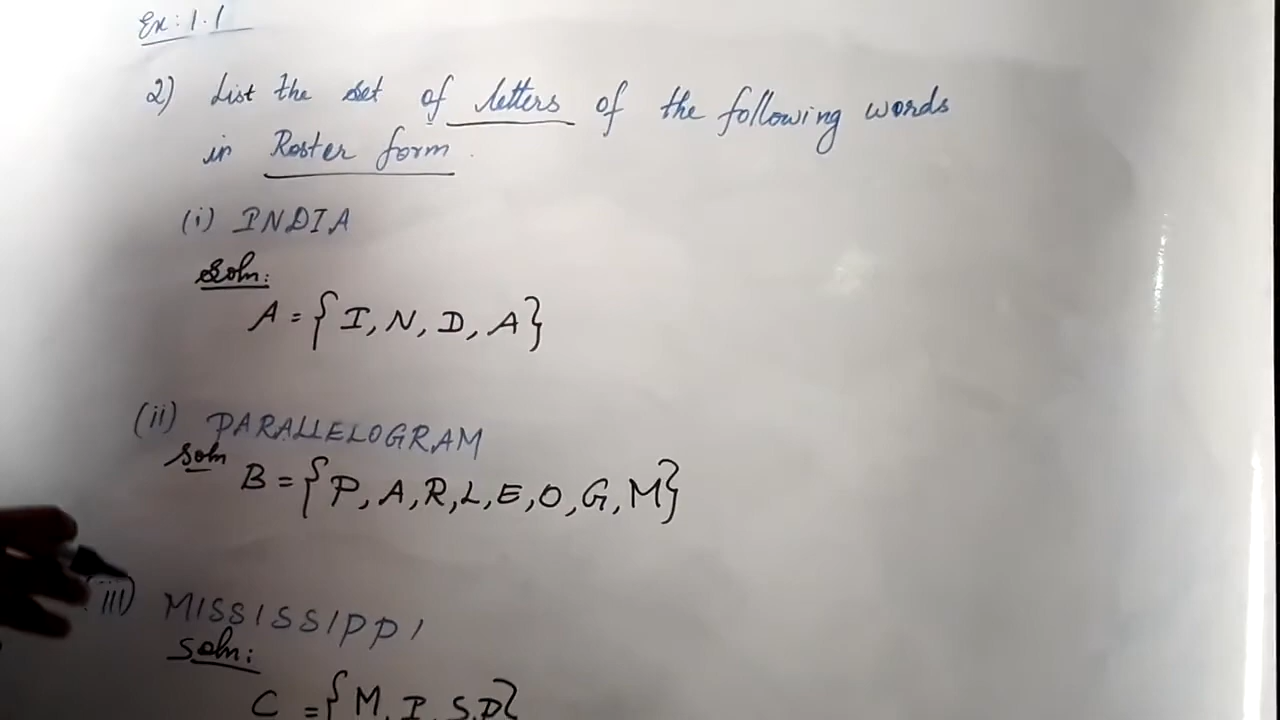 Ex: 1.1
2) List the set of letters of the following words
in Roster form.
(i) INDIA
Soln:
A = { I, N, D, A}
(ii) PARALLELOGRAM
Soln
B = { P, A, R, L, E, O, G, M}
(iii) MISSISSIPPI
Soln:
C = { M, I, S, P}